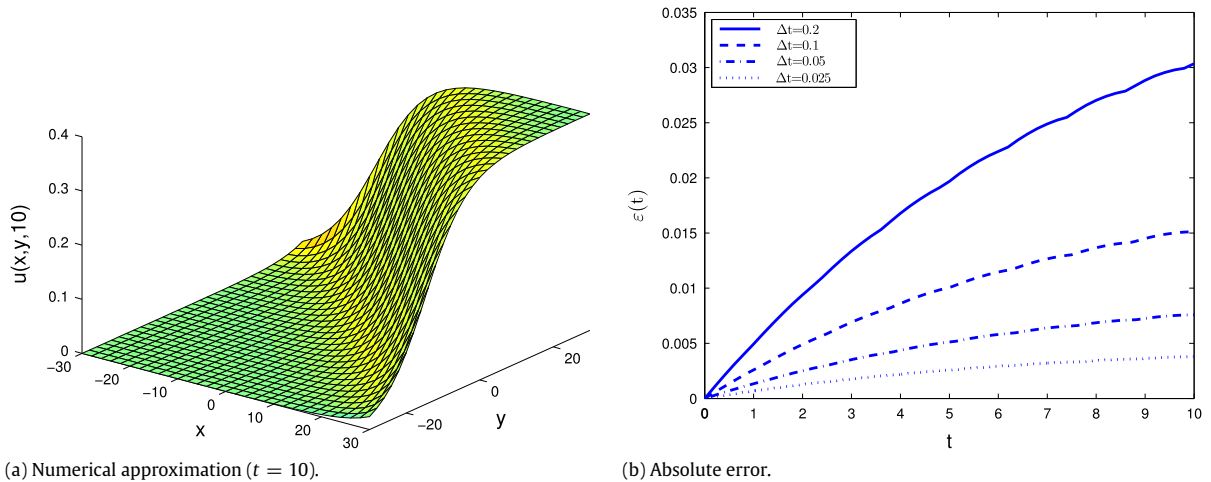 0.4
0.3
0.2
0.1
0
u(x,y,10)
−30
−20
−10
0
10
20
30
x
−20
0
20
y
(a) Numerical approximation (t = 10).
0.035
0.03
0.025
0.02
0.015
0.01
0.005
0
ε(t)
Δt=0.2
Δt=0.1
Δt=0.05
Δt=0.025
0 1 2 3 4 5 6 7 8 9 10
t
(b) Absolute error.